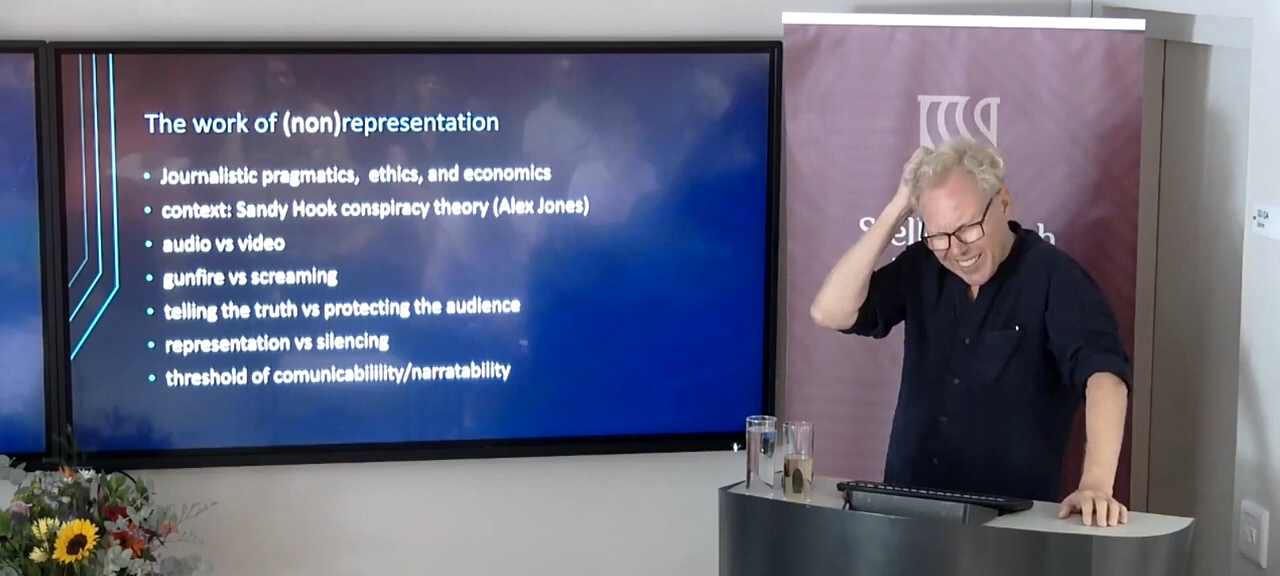 The work of (non)representation
• Journalistic pragmatics, ethics, and economics
• context: Sandy Hook conspiracy theory (Alex Jones)
• audio vs video
• gunfire vs screaming
• telling the truth vs protecting the audience
• representation vs silencing
• threshold of comunicabilility/narratability